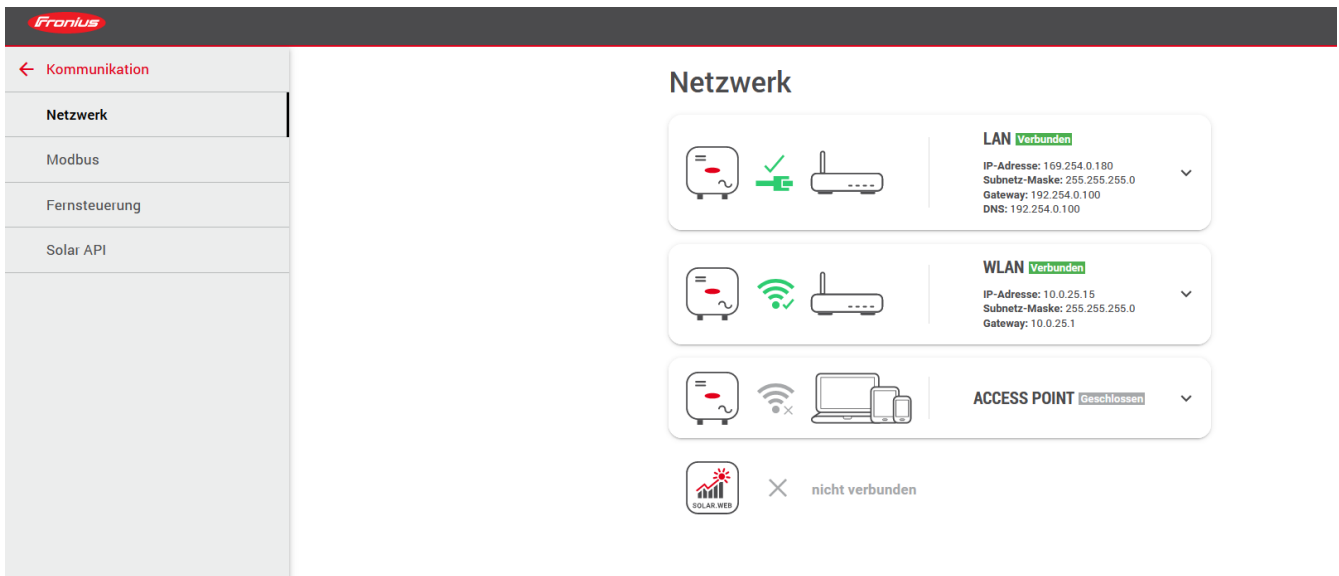 Fronius
Kommunikation
Netzwerk
Modbus
Fernsteuerung
Solar API
Netzwerk
LAN Verbunden
IP-Adresse: 169.254.0.180
Subnetz-Maske: 255.255.255.0
Gateway: 192.254.0.100
DNS: 192.254.0.100
WLAN Verbunden
IP-Adresse: 10.0.25.15
Subnetz-Maske: 255.255.255.0
Gateway: 10.0.25.1
ACCESS POINT Geschlossen
SOLAR.WEB
nicht verbunden